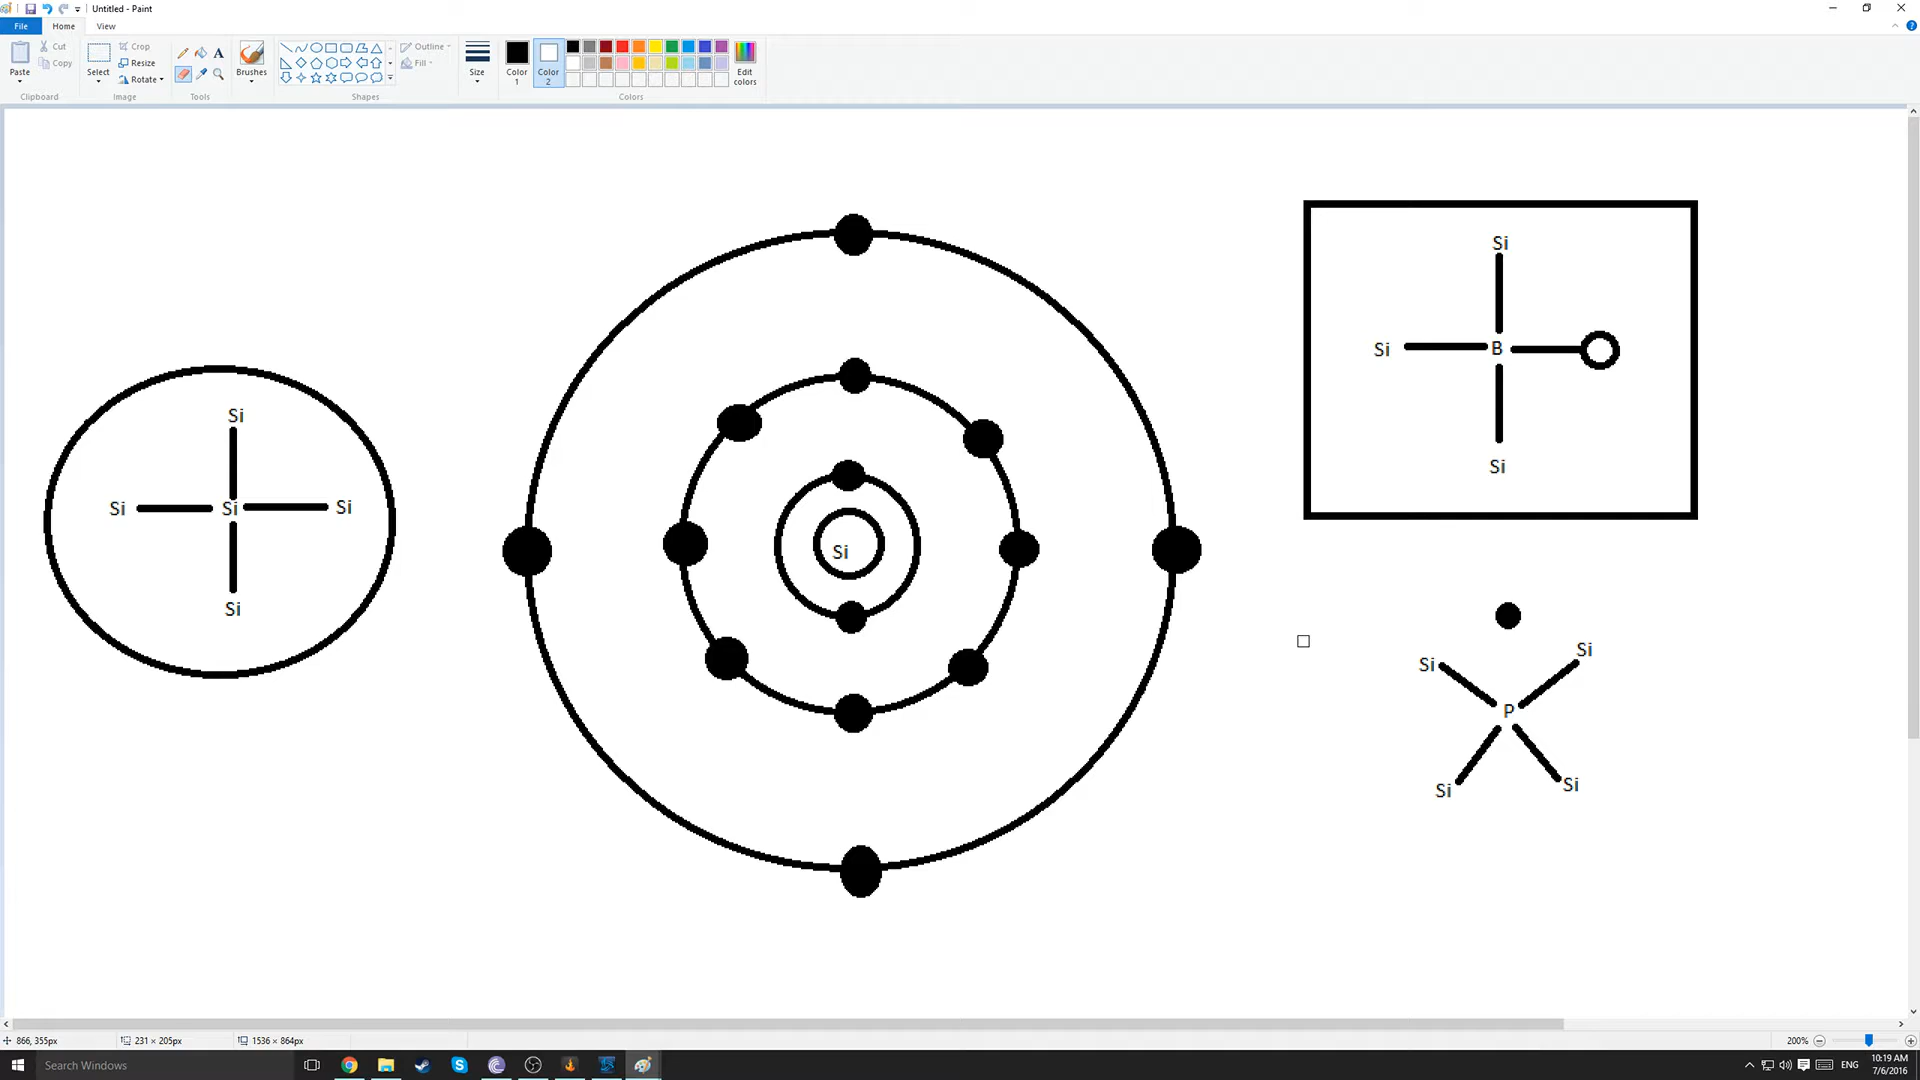 Untitled - Paint
File
Home
View
Paste
Cut
Copy
Clipboard
Select
Crop
Resize
Rotate
Image
A
Tools
Brushes
Outline
Fill
Shapes
Size
Color
1
Color
2
Edit
colors
Colors
Si
Si Si Si
Si
Si
Si
Si B
Si
Si Si
P
Si Si
866, 355px
231 × 205px
1536 × 864px
200%
Search Windows
ENG
10:19 AM
7/6/2016